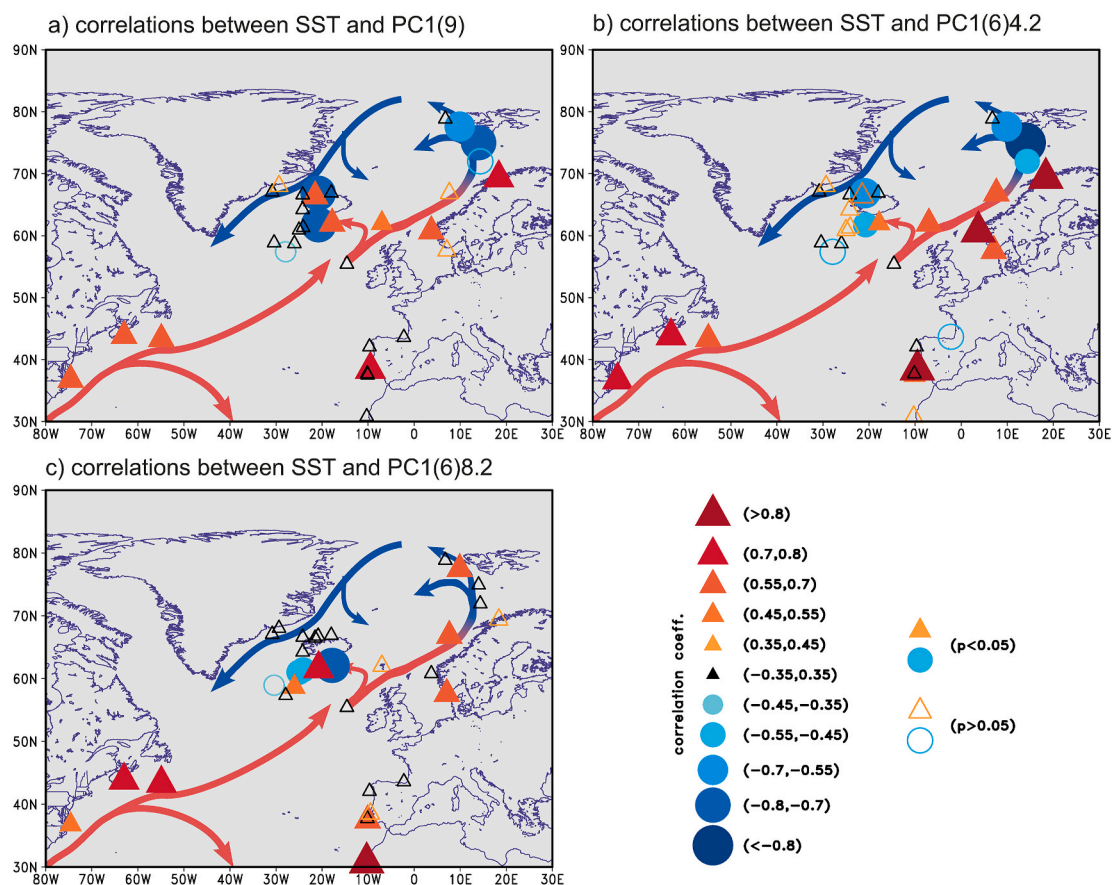 a) correlations between SST and PC1(9)
b) correlations between SST and PC1(6)4.2
90N
80N
70N
60N
50N
40N
30N
80W 70W 60W 50W 40W 30W 20W 10W 0 10E 20E 30E
90N
80N
70N
60N
50N
40N
30N
80W 70W 60W 50W 40W 30W 20W 10W 0 10E 20E 30E
c) correlations between SST and PC1(6)8.2
90N
80N
70N
60N
50N
40N
30N
80W 70W 60W 50W 40W 30W 20W 10W 0 10E 20E 30E
correlation coeff.
(>0.8)
(0.7,0.8)
(0.55,0.7)
(0.45,0.55)
(0.35,0.45)
(−0.35,0.35)
(−0.45,−0.35)
(−0.55,−0.45)
(−0.7,−0.55)
(−0.8,−0.7)
(<−0.8)
(p<0.05)
(p>0.05)